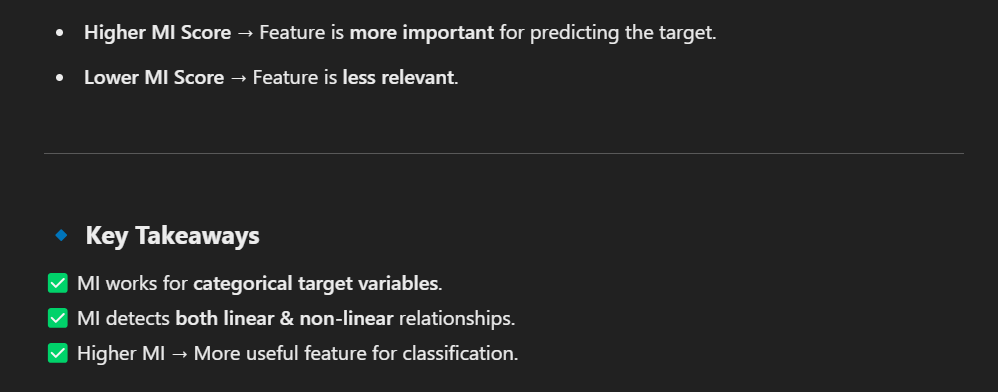 • Higher MI Score → Feature is more important for predicting the target.
• Lower MI Score → Feature is less relevant.
🔹 Key Takeaways
✅ MI works for categorical target variables.
✅ MI detects both linear & non-linear relationships.
✅ Higher MI → More useful feature for classification.